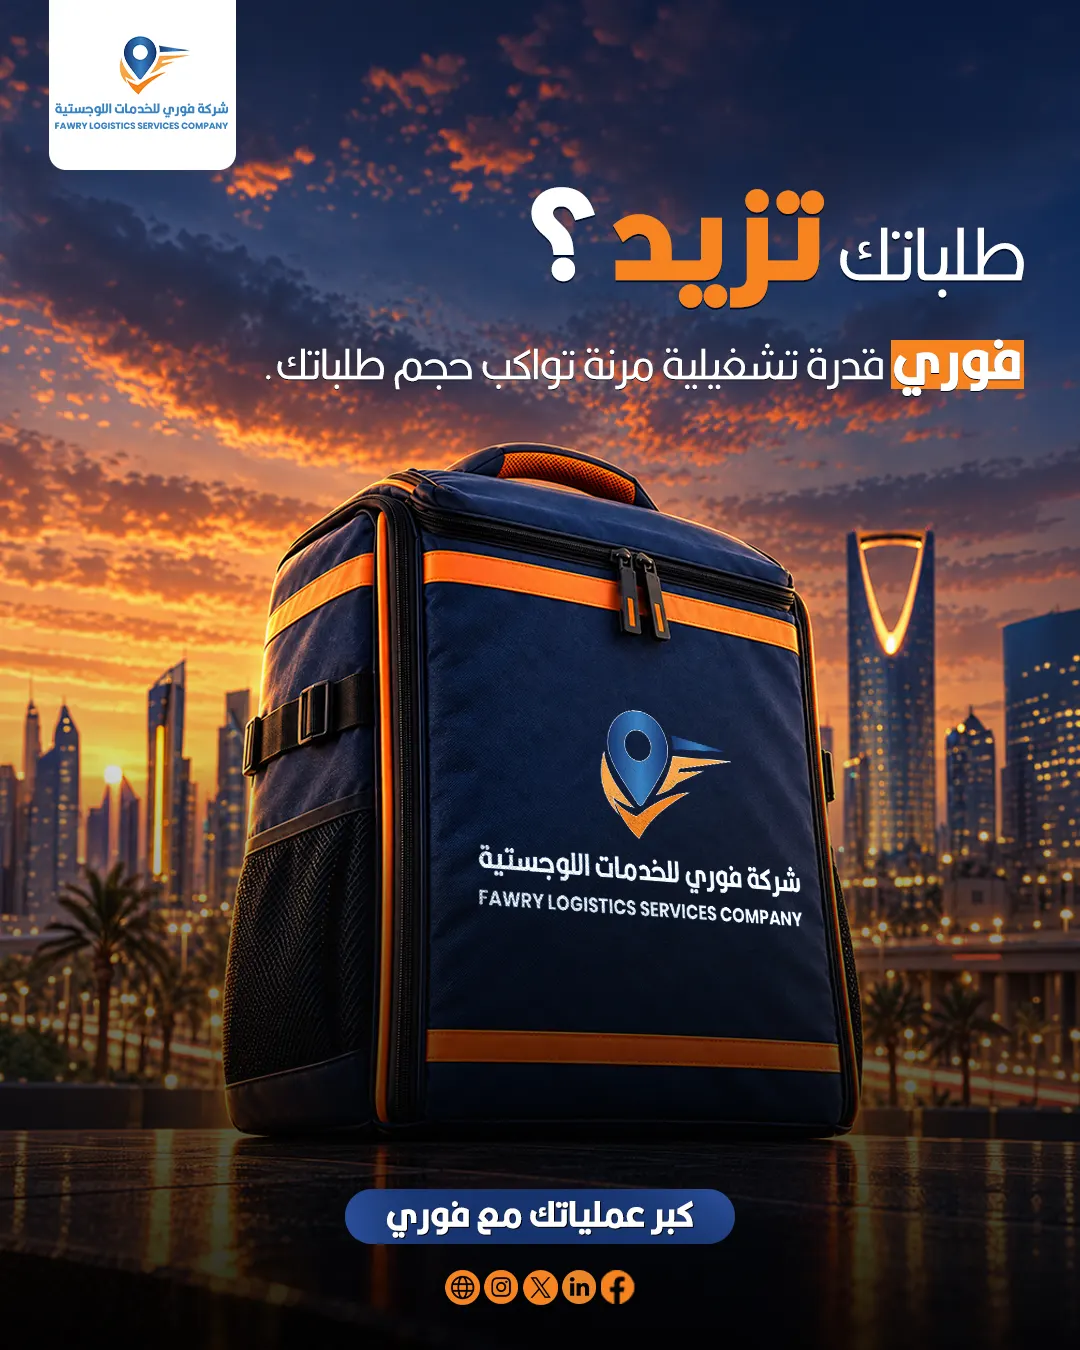 شركة فوري للخدمات اللوجستية
FAWRY LOGISTICS SERVICES COMPANY
طلباتك تزيد؟
فوري قدرة تشغيلية مرنة تواكب حجم طلباتك.
شركة فوري للخدمات اللوجستية
FAWRY LOGISTICS SERVICES COMPANY
كبر عملياتك مع فوري